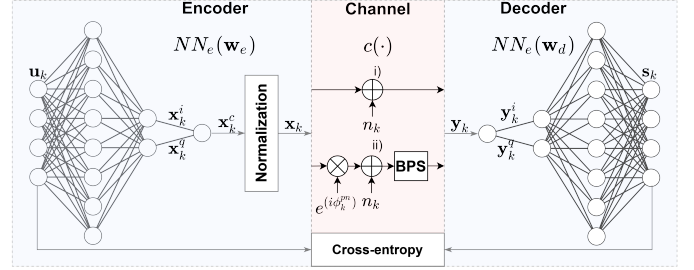 Encoder
Channel
Decoder
NN_e(w_e)
c(·)
NN_e(w_d)
u_k
x_k^i
x_k^q
x_k^c
Normalization
x_k
i)
n_k
ii)
BPS
e^{(iϕ_k^{pn})}
n_k
y_k
y_k^i
y_k^q
s_k
Cross-entropy